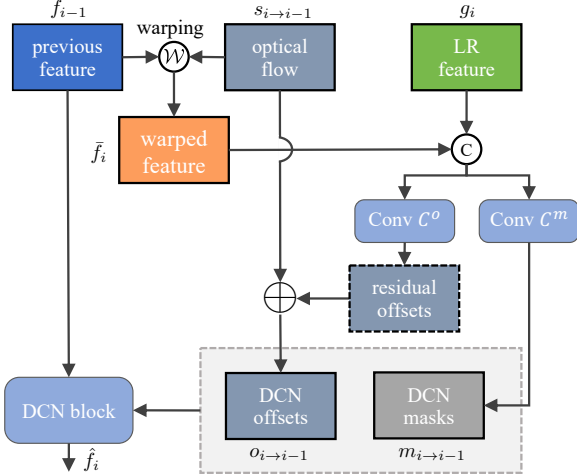 f_{i−1}
s_{i→i−1}
g_i
warping
previous
feature
W
optical
flow
LR
feature
f̄_i
warped
feature
C
Conv C^o
Conv C^m
residual
offsets
DCN block
DCN
offsets
DCN
masks
o_{i→i−1}
m_{i→i−1}
f̂_i